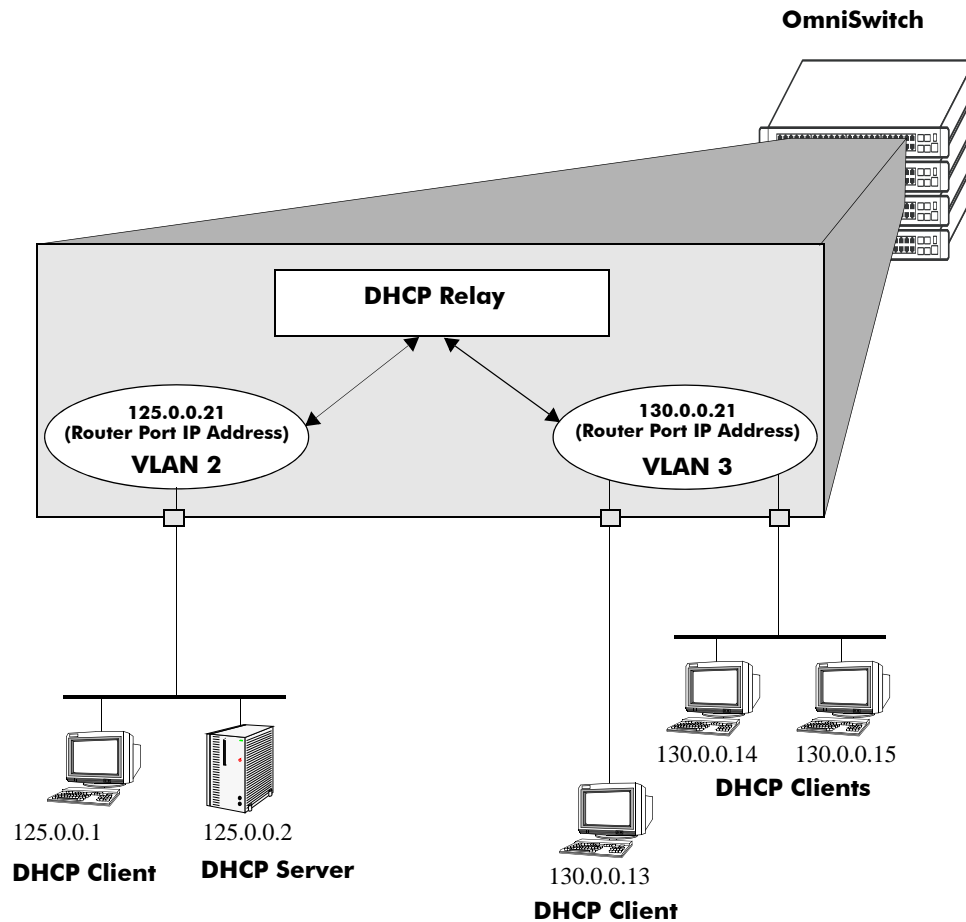 OmniSwitch
DHCP Relay
125.0.0.21
(Router Port IP Address)
VLAN 2
130.0.0.21
(Router Port IP Address)
VLAN 3
130.0.0.14
130.0.0.15
DHCP Clients
125.0.0.1
125.0.0.2
DHCP Client
DHCP Server
130.0.0.13
DHCP Client